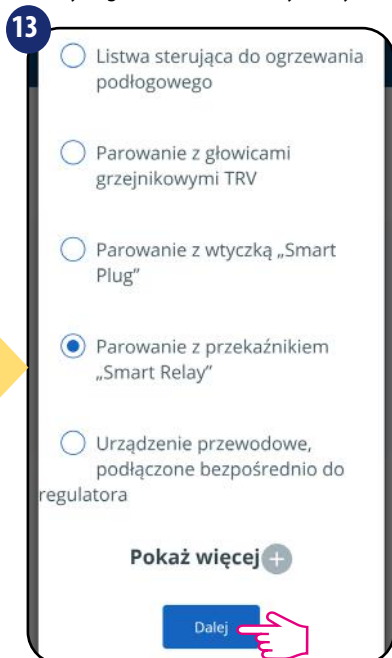 13
Listwa sterująca do ogrzewania
podłogowego
Parowanie z głowicami
grzejnikowymi TRV
Parowanie z wtyczką „Smart
Plug”
Parowanie z przekaźnikiem
„Smart Relay”
Urządzenie przewodowe,
podłączone bezpośrednio do
regulatora
Pokaż więcej
Dalej